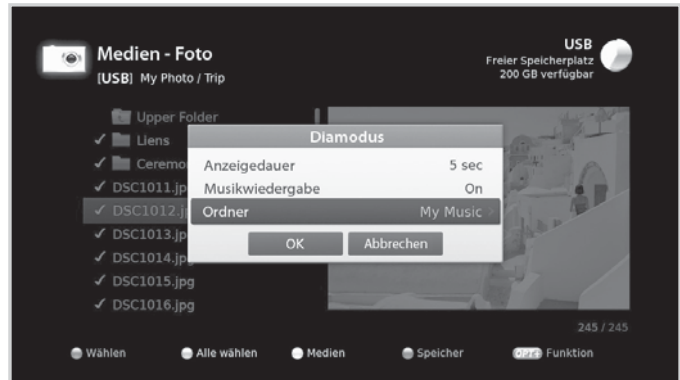 Medien - Foto
[USB] My Photo / Trip
USB
Freier Speicherplatz
200 GB verfügbar
Upper Folder
Liens
Ceremo
Diamodus
Anzeigedauer 5 sec
Musikwiedergabe On
Ordner My Music
OK Abbrechen
DSC1011.jp
DSC1012.j
DSC1013.jp
DSC1014.jp
DSC1015.jpg
DSC1016.jpg
245 / 245
Wählen Alle wählen Medien Speicher OPT+ Funktion